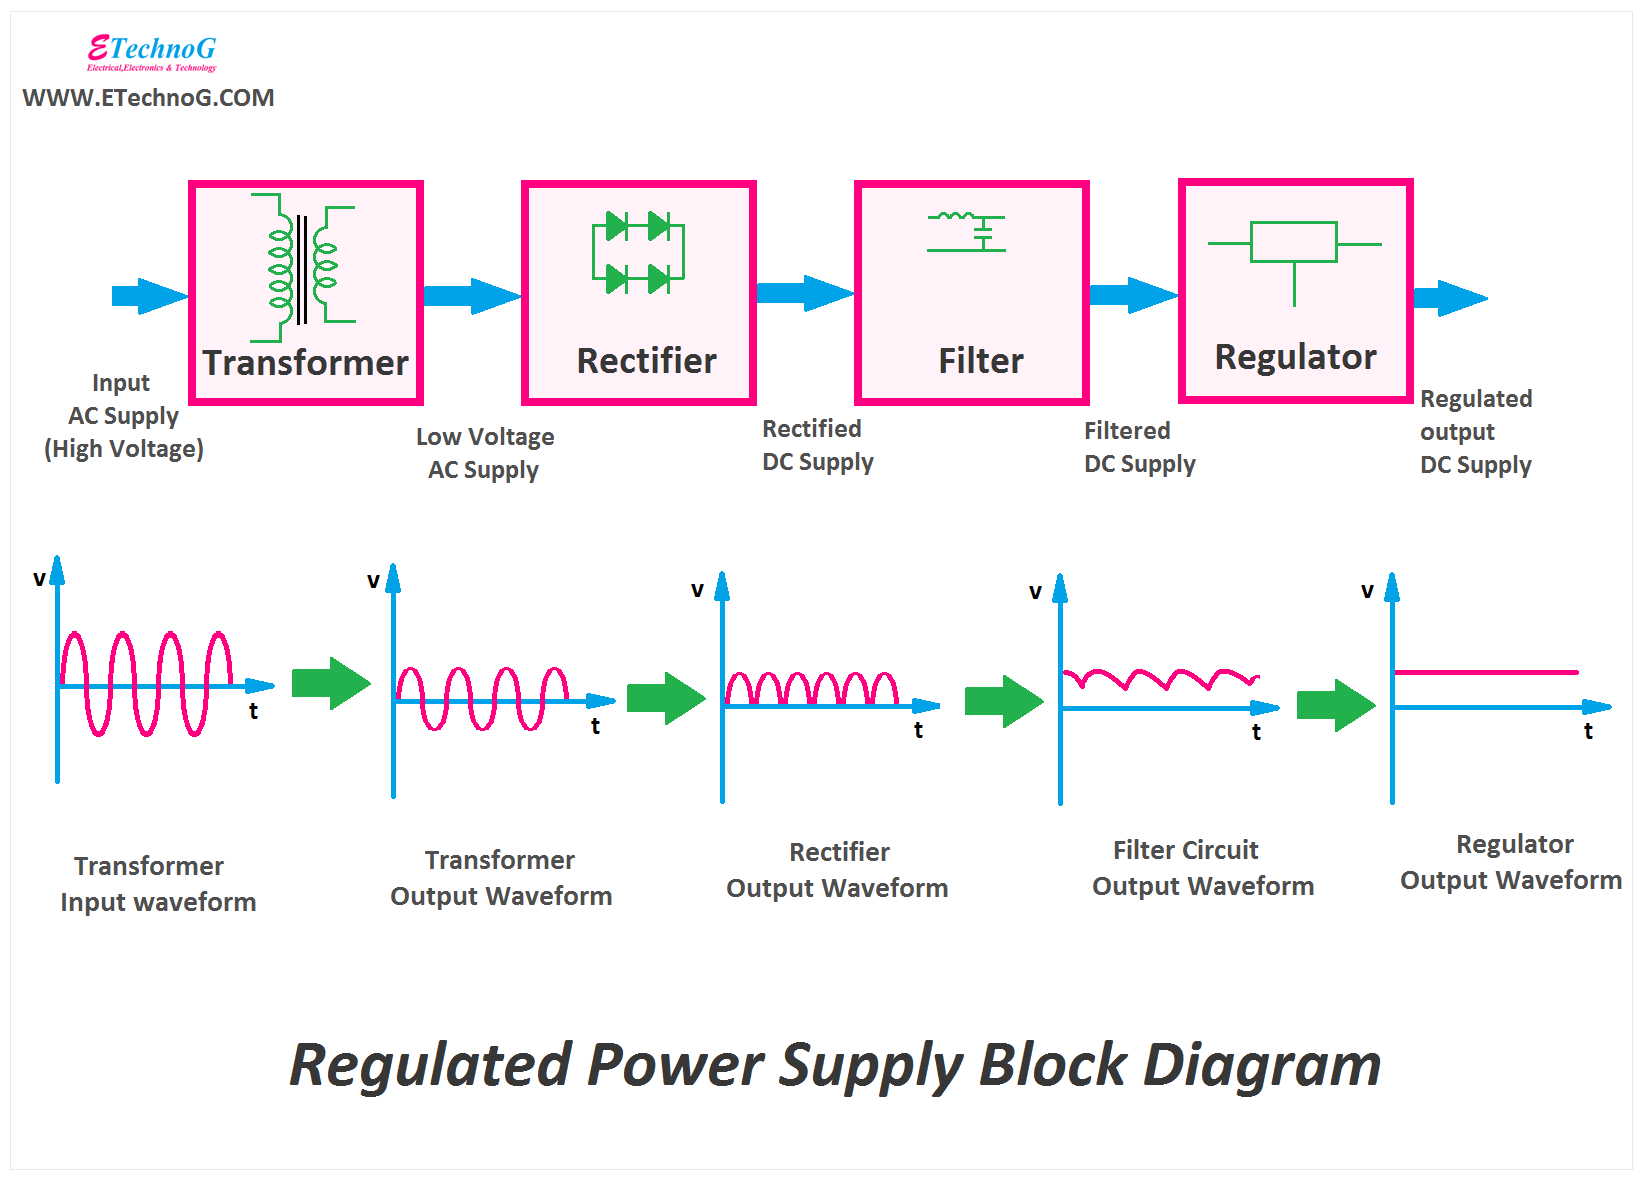 ETechnoG
Electrical,Electronics & Technology
WWW.ETechnoG.COM
Transformer
Rectifier
Filter
Regulator
Input
AC Supply
(High Voltage)
Low Voltage
AC Supply
Rectified
DC Supply
Filtered
DC Supply
Regulated
output
DC Supply
v
t
v
t
v
t
v
t
v
t
Transformer
Input waveform
Transformer
Output Waveform
Rectifier
Output Waveform
Filter Circuit
Output Waveform
Regulator
Output Waveform
Regulated Power Supply Block Diagram